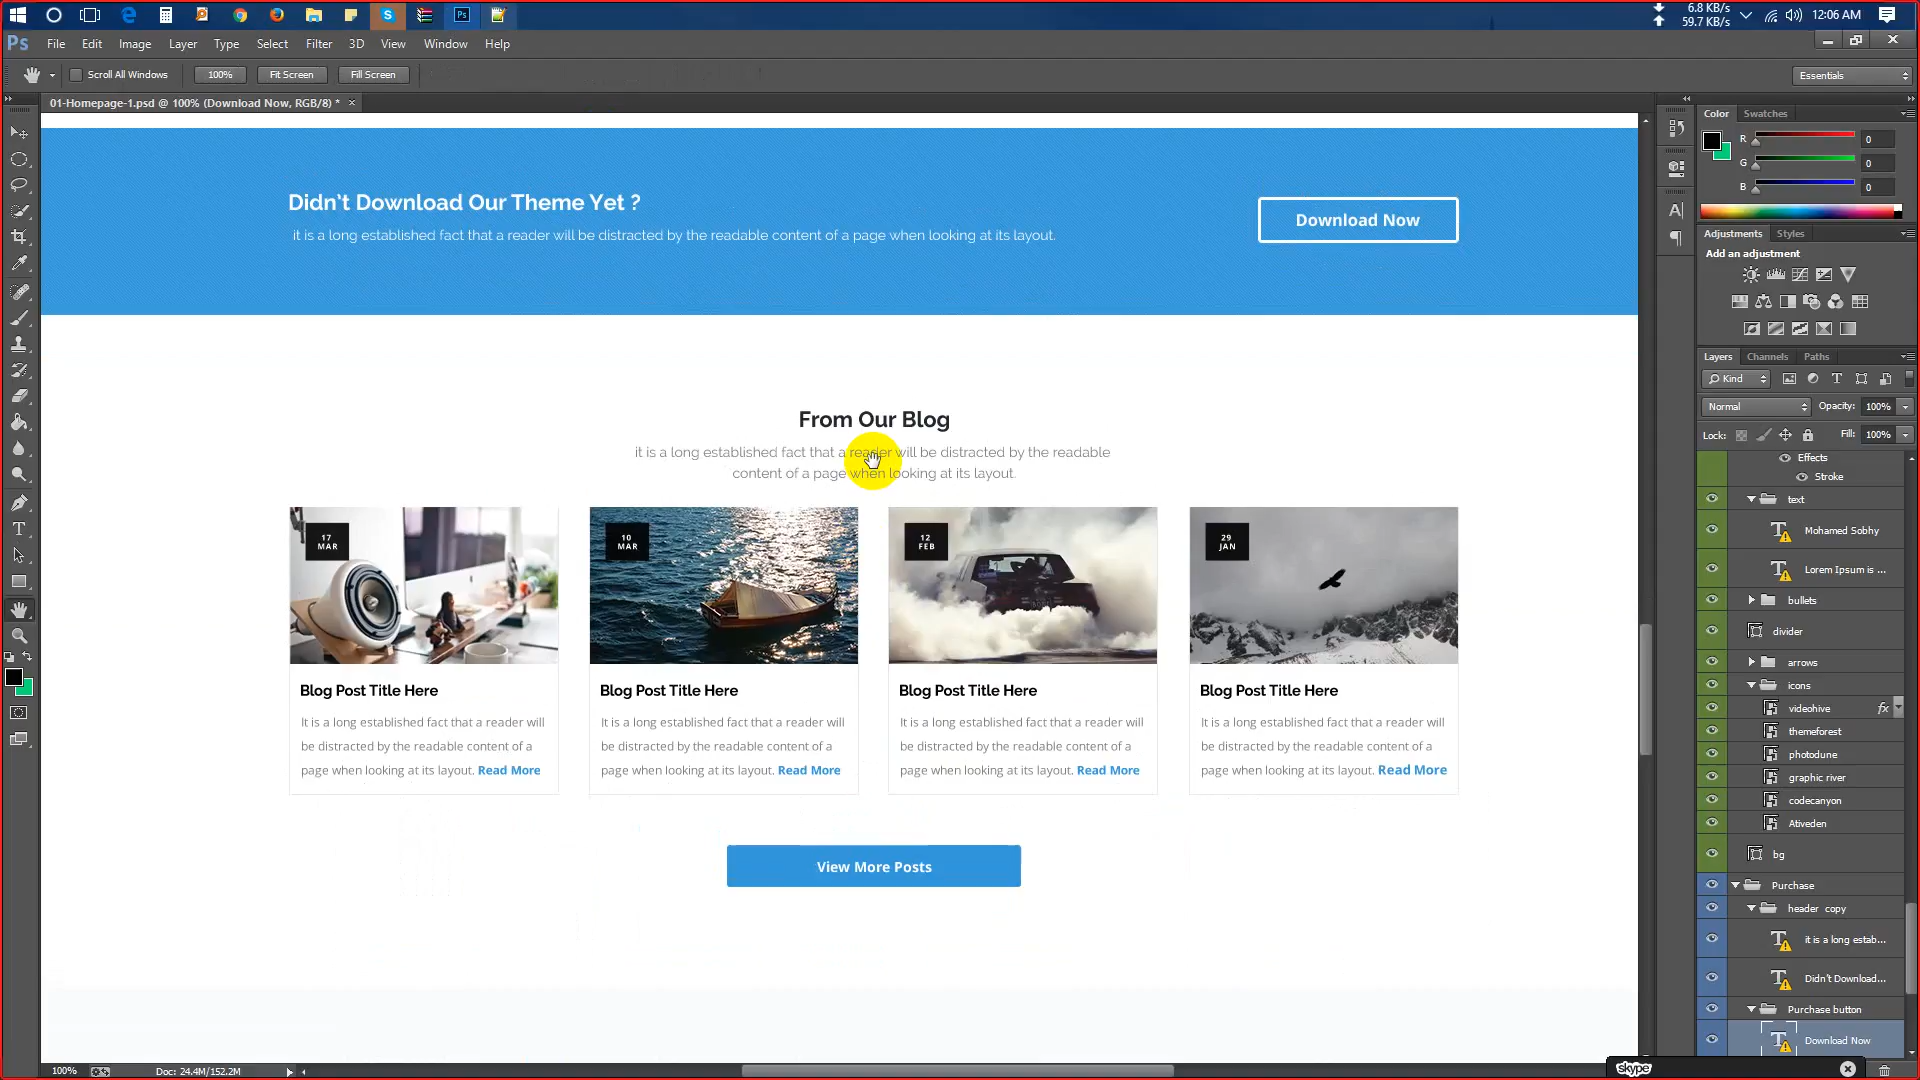 6.8 KB/s
59.7 KB/s
12:06 AM
Ps
File Edit Image Layer Type Select Filter 3D View Window Help
Scroll All Windows 100% Fit Screen Fill Screen Essentials
01-Homepage-1.psd @ 100% (Download Now, RGB/8) * ×
Didn't Download Our Theme Yet ?
it is a long established fact that a reader will be distracted by the readable content of a page when looking at its layout.
Download Now
From Our Blog
it is a long established fact that a reader will be distracted by the readable
content of a page when looking at its layout.
17
MAR
10
MAR
12
FEB
29
JAN
Blog Post Title Here
It is a long established fact that a reader will
be distracted by the readable content of a
page when looking at its layout. Read More
Blog Post Title Here
It is a long established fact that a reader will
be distracted by the readable content of a
page when looking at its layout. Read More
Blog Post Title Here
It is a long established fact that a reader will
be distracted by the readable content of a
page when looking at its layout. Read More
Blog Post Title Here
It is a long established fact that a reader will
be distracted by the readable content of a
page when looking at its layout. Read More
View More Posts
Color Swatches
R 0
G 0
B 0
Adjustments Styles
Add an adjustment
Layers Channels Paths
Kind
Normal Opacity: 100%
Lock: Fill: 100%
Effects
Stroke
text
Mohamed Sobhy
Lorem Ipsum is ...
bullets
divider
arrows
icons
videohive fx
themeforest
photodune
graphic river
codecanyon
Ativeden
bg
Purchase
header copy
it is a long estab...
Didn't Download...
Purchase button
Download Now
100% Doc: 24.4M/152.2M
skype